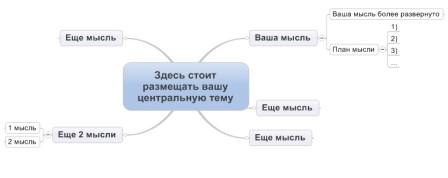 Еще мысль
Ваша мысль
Ваша мысль более развернуто
План мысли
1)
2)
3)
...
Здесь стоит
размещать вашу
центральную тему
Еще мысль
Еще мысль
Еще 2 мысли
1 мысль
2 мысль